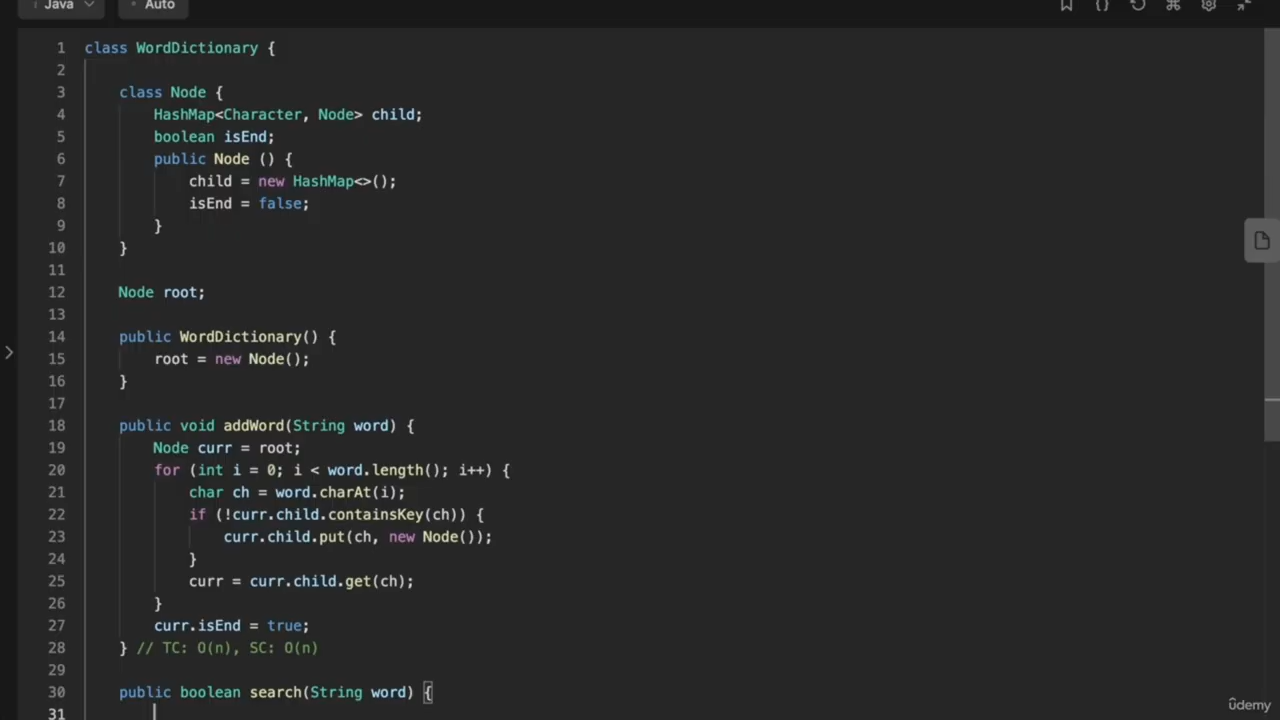 Java Auto
1 class WordDictionary {
2
3 class Node {
4 HashMap<Character, Node> child;
5 boolean isEnd;
6 public Node () {
7 child = new HashMap<>();
8 isEnd = false;
9 }
10 }
11
12 Node root;
13
14 public WordDictionary() {
15 root = new Node();
16 }
17
18 public void addWord(String word) {
19 Node curr = root;
20 for (int i = 0; i < word.length(); i++) {
21 char ch = word.charAt(i);
22 if (!curr.child.containsKey(ch)) {
23 curr.child.put(ch, new Node());
24 }
25 curr = curr.child.get(ch);
26 }
27 curr.isEnd = true;
28 } // TC: O(n), SC: O(n)
29
30 public boolean search(String word) {
31
ûdemy